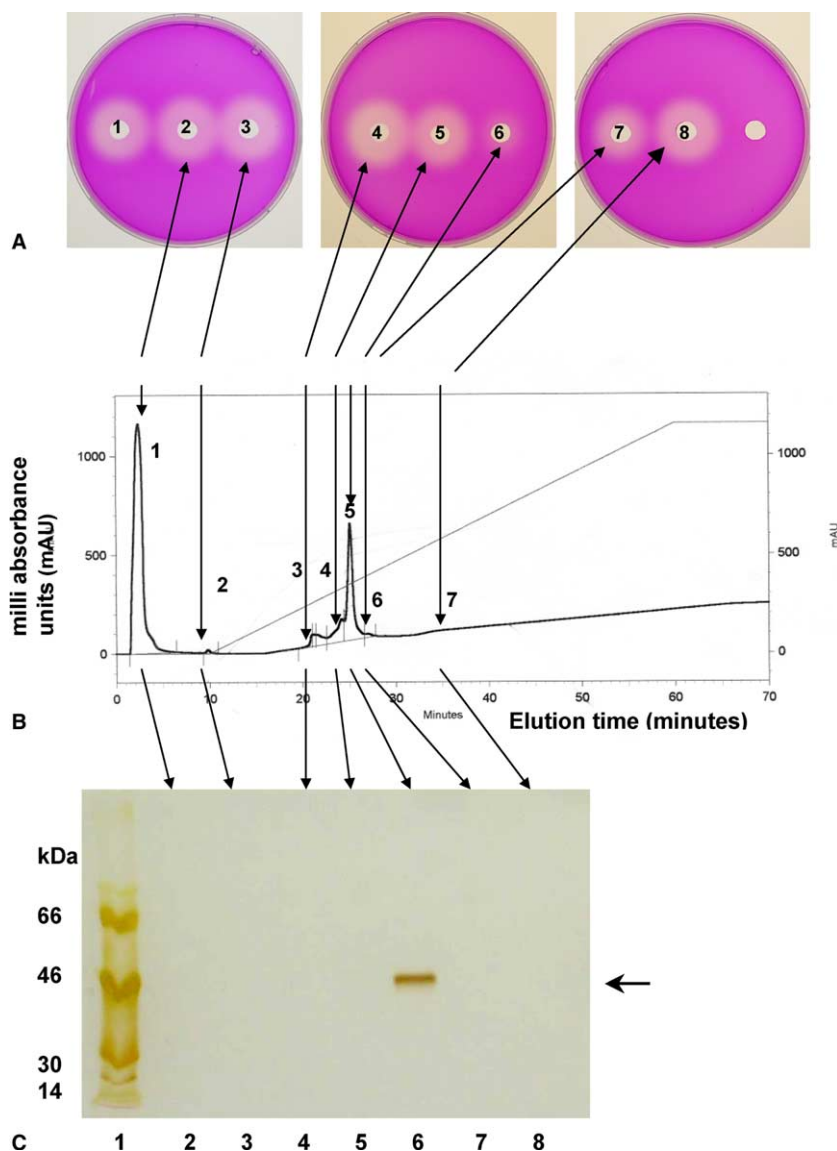 1 2 3 4 5 6 7 8
A
1 2 3 4 5 6 7
milli absorbance
units (mAU)
1000
500
0
1000
500
0
mAU
0 10 20 30 40 50 60 70
Minutes
Elution time (minutes)
B
kDa
66
46
30
14
C 1 2 3 4 5 6 7 8